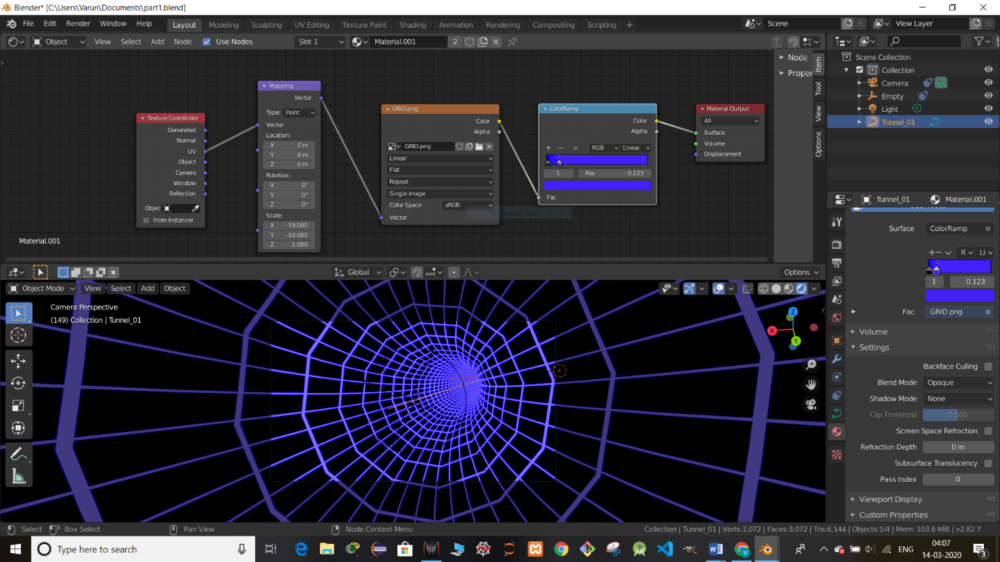 Blender* [C:\Users\Varun\Documents\part1.blend]
File Edit Render Window Help Layout Modeling Sculpting UV Editing Texture Paint Shading Animation Rendering Compositing Scripting + Scene View Layer
Object View Select Add Node Use Nodes Slot 1 Material.001 2
Node
Proper
Item
Tool
View
Options
Texture Coordinate
Generated
Normal
UV
Object
Camera
Window
Reflection
Objec
From Instancer
Mapping
Vector
Type: Point
Vector
Location:
X 0 m
Y 0 m
Z 0 m
Rotation:
X 0°
Y 0°
Z 0°
Scale:
X -59.000
Y -10.000
Z 1.000
GRID.png
Color
Alpha
GRID.png
Linear
Flat
Repeat
Single Image
Color Space sRGB
Vector
Full-screen Snip
ColorRamp
Color
Alpha
+ − RGB Linear
1 Pos 0.123
Fac
Material Output
All
Surface
Volume
Displacement
Material.001
Scene Collection
Collection
Camera
Empty
Light
Tunnel_01
Tunnel_01 Material.001
Surface ColorRamp
+− R Li
1 0.123
Fac GRID.png
Volume
Settings
Backface Culling
Blend Mode Opaque
Shadow Mode None
Clip Threshold 0.500
Screen Space Refraction
Refraction Depth 0 m
Subsurface Translucency
Pass Index 0
Viewport Display
Custom Properties
Global Options
Object Mode View Select Add Object
Camera Perspective
(149) Collection | Tunnel_01
Z
X
Y
Select Box Select Pan View Node Context Menu Collection | Tunnel_01 | Verts:3,072 | Faces:3,072 | Tris:6,144 | Objects:1/4 | Mem: 103.6 MiB | v2.82.7
Type here to search
ENG
04:07
14-03-2020
3